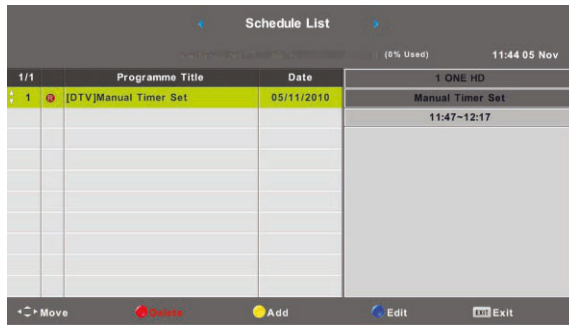 Schedule List
(0% Used)
11:44 05 Nov
1/1 Programme Title Date
1 ONE HD
1 R [DTV]Manual Timer Set 05/11/2010
Manual Timer Set
11:47~12:17
Move Delete Add Edit EXIT Exit